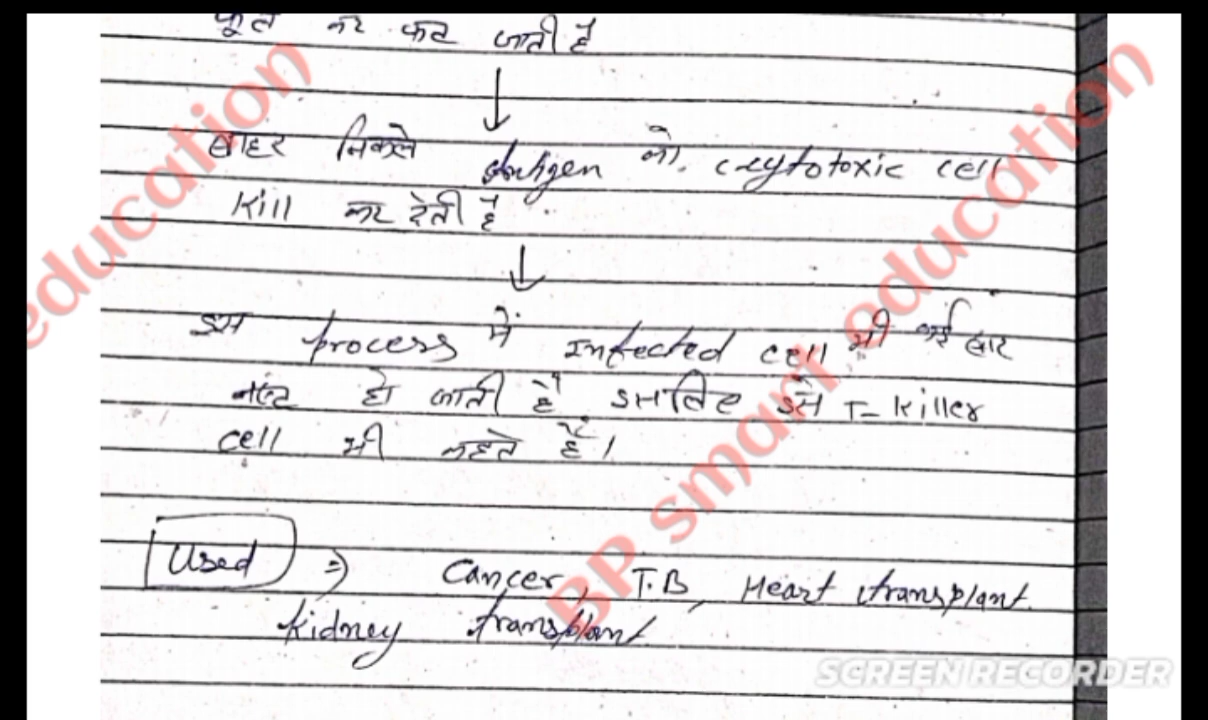 फूल कर फट जाती है
↓
बाहर निकले Antigen को cytotoxic cell
Kill कर देती है
↓
इस process में Infected cell भी कई बार
नष्ट हो जाती है इसलिए इसे T-killer
cell भी कहते हैं।
Used ⇒ Cancer, T.B, Heart transplant.
kidney transplant
education
BP smart education
SCREEN RECORDER